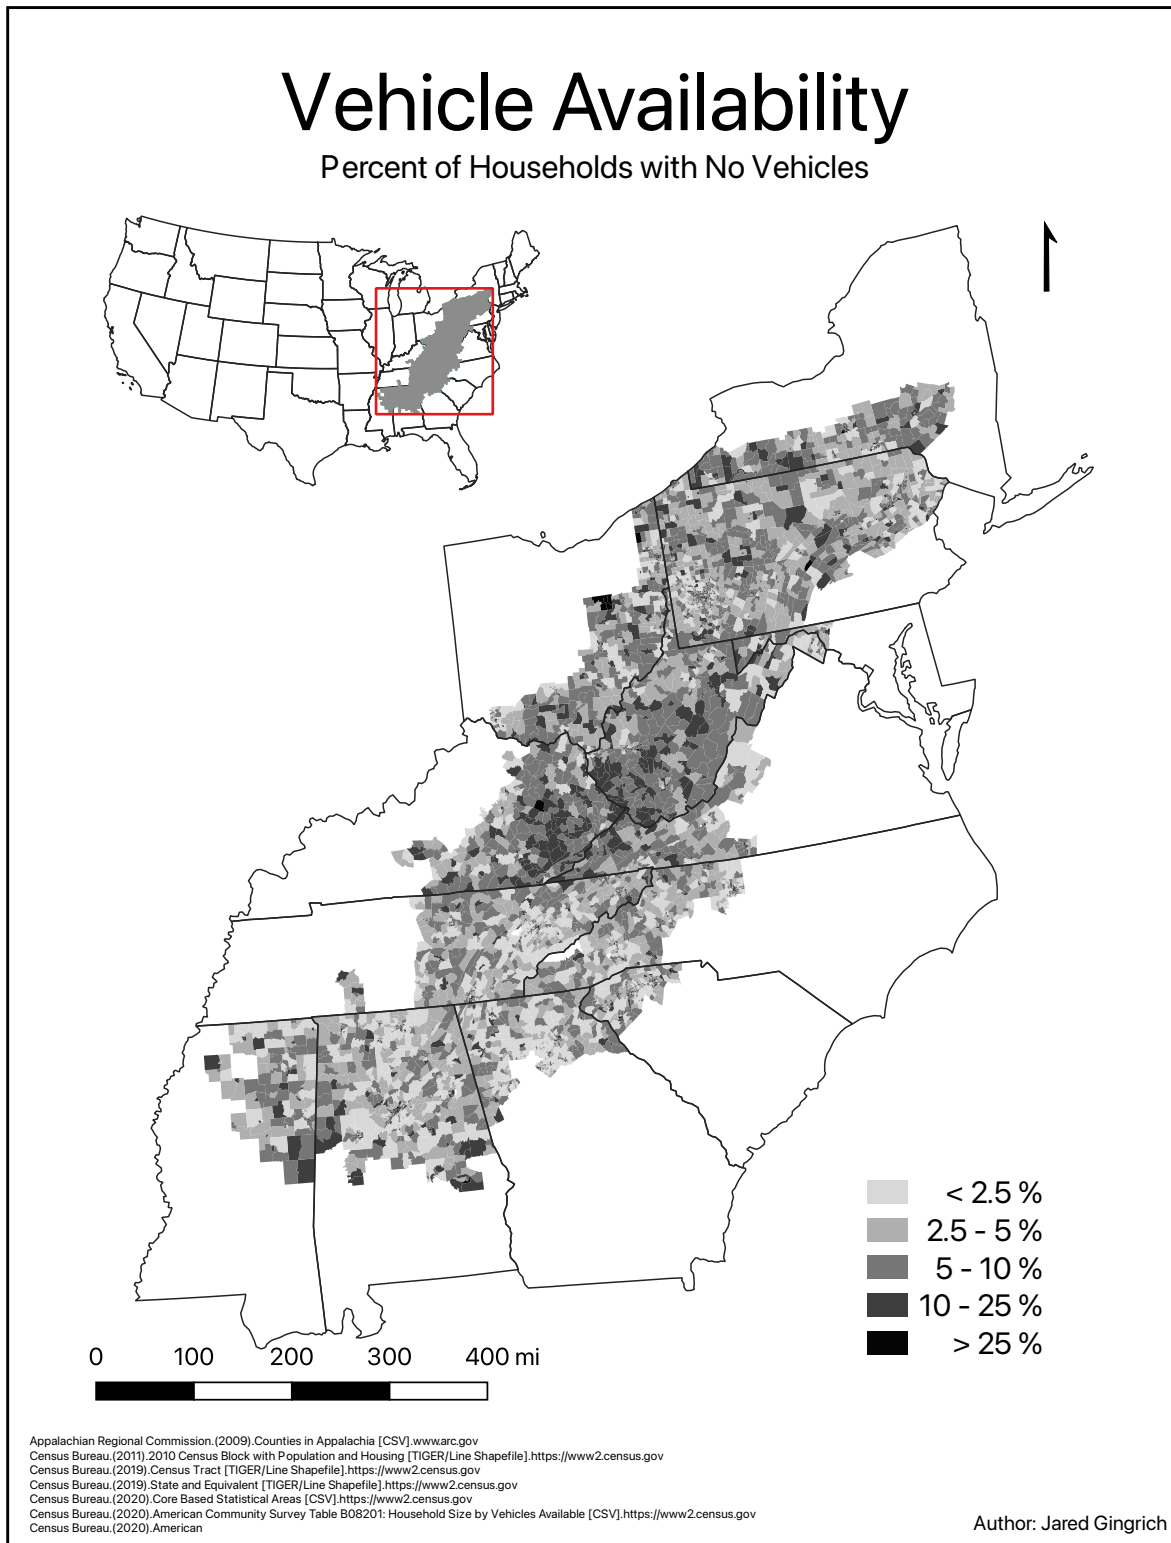 Vehicle Availability
Percent of Households with No Vehicles
< 2.5 %
2.5 - 5 %
5 - 10 %
10 - 25 %
> 25 %
0 100 200 300 400 mi
Appalachian Regional Commission.(2009).Counties in Appalachia [CSV].www.arc.gov
Census Bureau.(2011).2010 Census Block with Population and Housing [TIGER/Line Shapefile].https://www2.census.gov
Census Bureau.(2019).Census Tract [TIGER/Line Shapefile].https://www2.census.gov
Census Bureau.(2019).State and Equivalent [TIGER/Line Shapefile].https://www2.census.gov
Census Bureau.(2020).Core Based Statistical Areas [CSV].https://www2.census.gov
Census Bureau.(2020).American Community Survey Table B08201: Household Size by Vehicles Available [CSV].https://www2.census.gov
Census Bureau.(2020).American
Author: Jared Gingrich